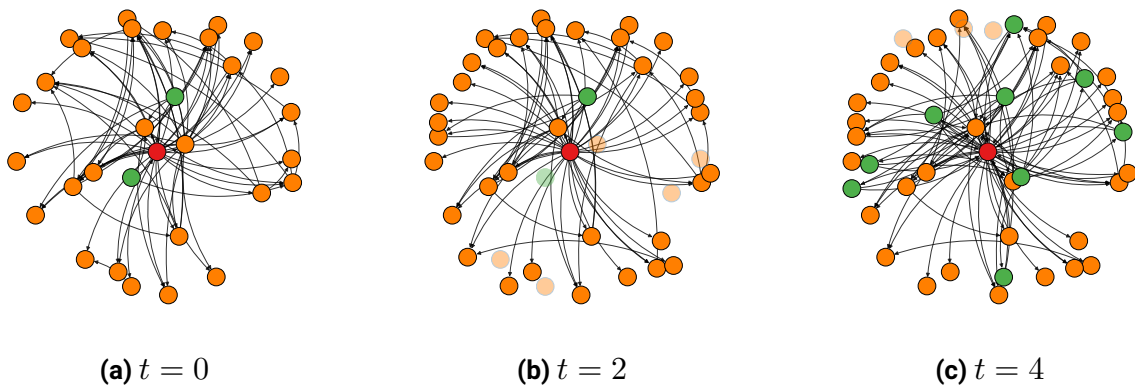 (a) t = 0
(b) t = 2
(c) t = 4